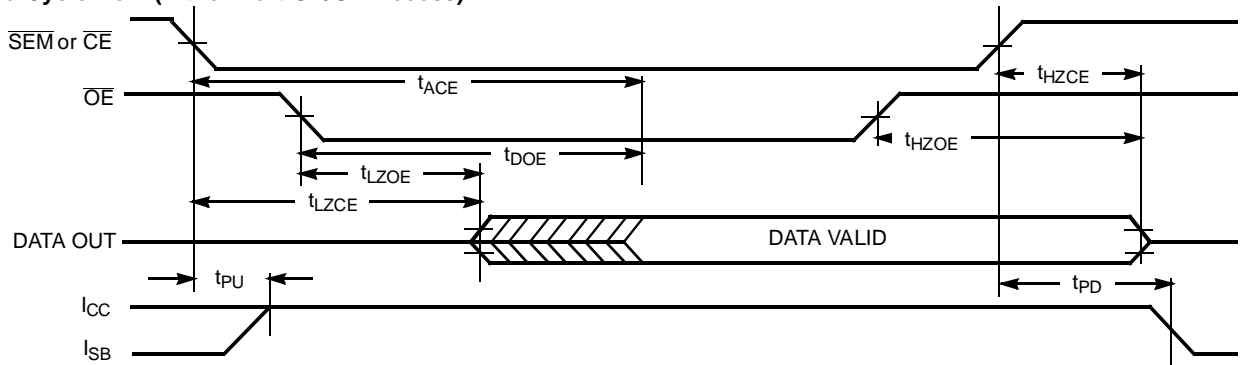 SEM or CE
tACE
tHZCE
OE
tHZOE
tDOE
tLZOE
tLZCE
DATA OUT
DATA VALID
tPU
tPD
ICC
ISB